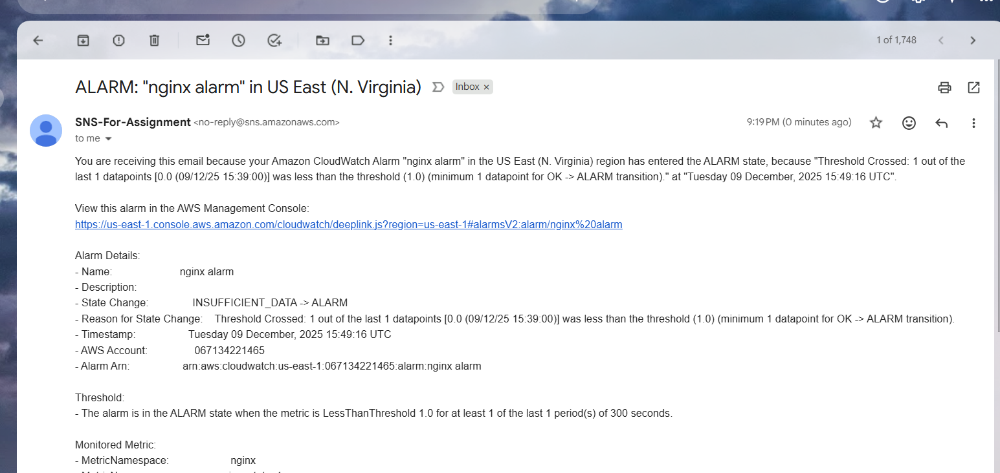 1 of 1,748
ALARM: "nginx alarm" in US East (N. Virginia)
Inbox ×
SNS-For-Assignment <no-reply@sns.amazonaws.com>
9:19 PM (0 minutes ago)
to me
You are receiving this email because your Amazon CloudWatch Alarm "nginx alarm" in the US East (N. Virginia) region has entered the ALARM state, because "Threshold Crossed: 1 out of the
last 1 datapoints [0.0 (09/12/25 15:39:00)] was less than the threshold (1.0) (minimum 1 datapoint for OK -> ALARM transition)." at "Tuesday 09 December, 2025 15:49:16 UTC".
View this alarm in the AWS Management Console:
https://us-east-1.console.aws.amazon.com/cloudwatch/deeplink.js?region=us-east-1#alarmsV2:alarm/nginx%20alarm
Alarm Details:
- Name: nginx alarm
- Description:
- State Change: INSUFFICIENT_DATA -> ALARM
- Reason for State Change: Threshold Crossed: 1 out of the last 1 datapoints [0.0 (09/12/25 15:39:00)] was less than the threshold (1.0) (minimum 1 datapoint for OK -> ALARM transition).
- Timestamp: Tuesday 09 December, 2025 15:49:16 UTC
- AWS Account: 067134221465
- Alarm Arn: arn:aws:cloudwatch:us-east-1:067134221465:alarm:nginx alarm
Threshold:
- The alarm is in the ALARM state when the metric is LessThanThreshold 1.0 for at least 1 of the last 1 period(s) of 300 seconds.
Monitored Metric:
- MetricNamespace: nginx